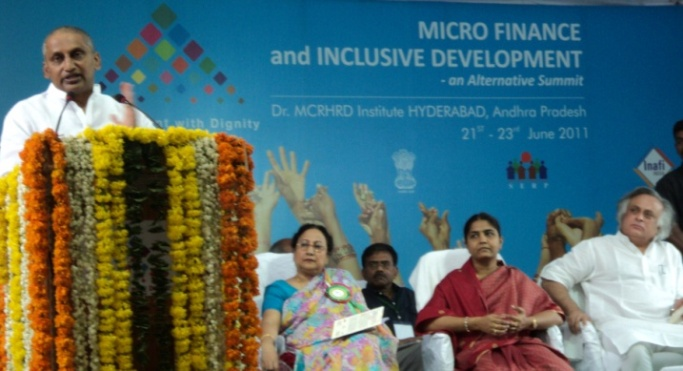 MICRO FINANCE
and INCLUSIVE DEVELOPMENT
- an Alternative Summit
Dr. MCRHRD Institute HYDERABAD, Andhra Pradesh
with Dignity
21ST - 23rd June 2011
Inafi